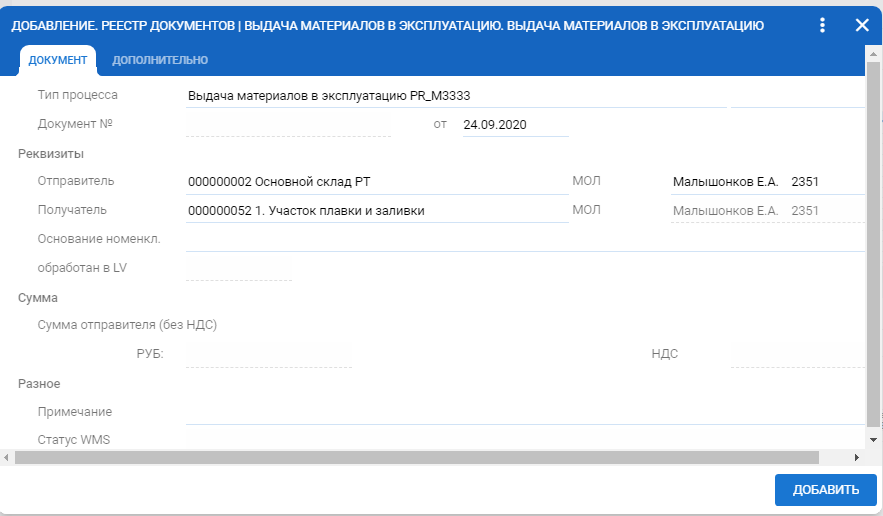 ДОБАВЛЕНИЕ. РЕЕСТР ДОКУМЕНТОВ | ВЫДАЧА МАТЕРИАЛОВ В ЭКСПЛУАТАЦИЮ. ВЫДАЧА МАТЕРИАЛОВ В ЭКСПЛУАТАЦИЮ
ДОКУМЕНТ ДОПОЛНИТЕЛЬНО
Тип процесса Выдача материалов в эксплуатацию PR_M3333
Документ № от 24.09.2020
Реквизиты
Отправитель 000000002 Основной склад РТ МОЛ Малышонков Е.А. 2351
Получатель 000000052 1. Участок плавки и заливки МОЛ Малышонков Е.А. 2351
Основание номенкл.
обработан в LV
Сумма
Сумма отправителя (без НДС)
РУБ: НДС
Разное
Примечание
Статус WMS
ДОБАВИТЬ